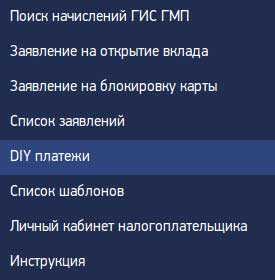 Поиск начислений ГИС ГМП
Заявление на открытие вклада
Заявление на блокировку карты
Список заявлений
DIY платежи
Список шаблонов
Личный кабинет налогоплательщика
Инструкция